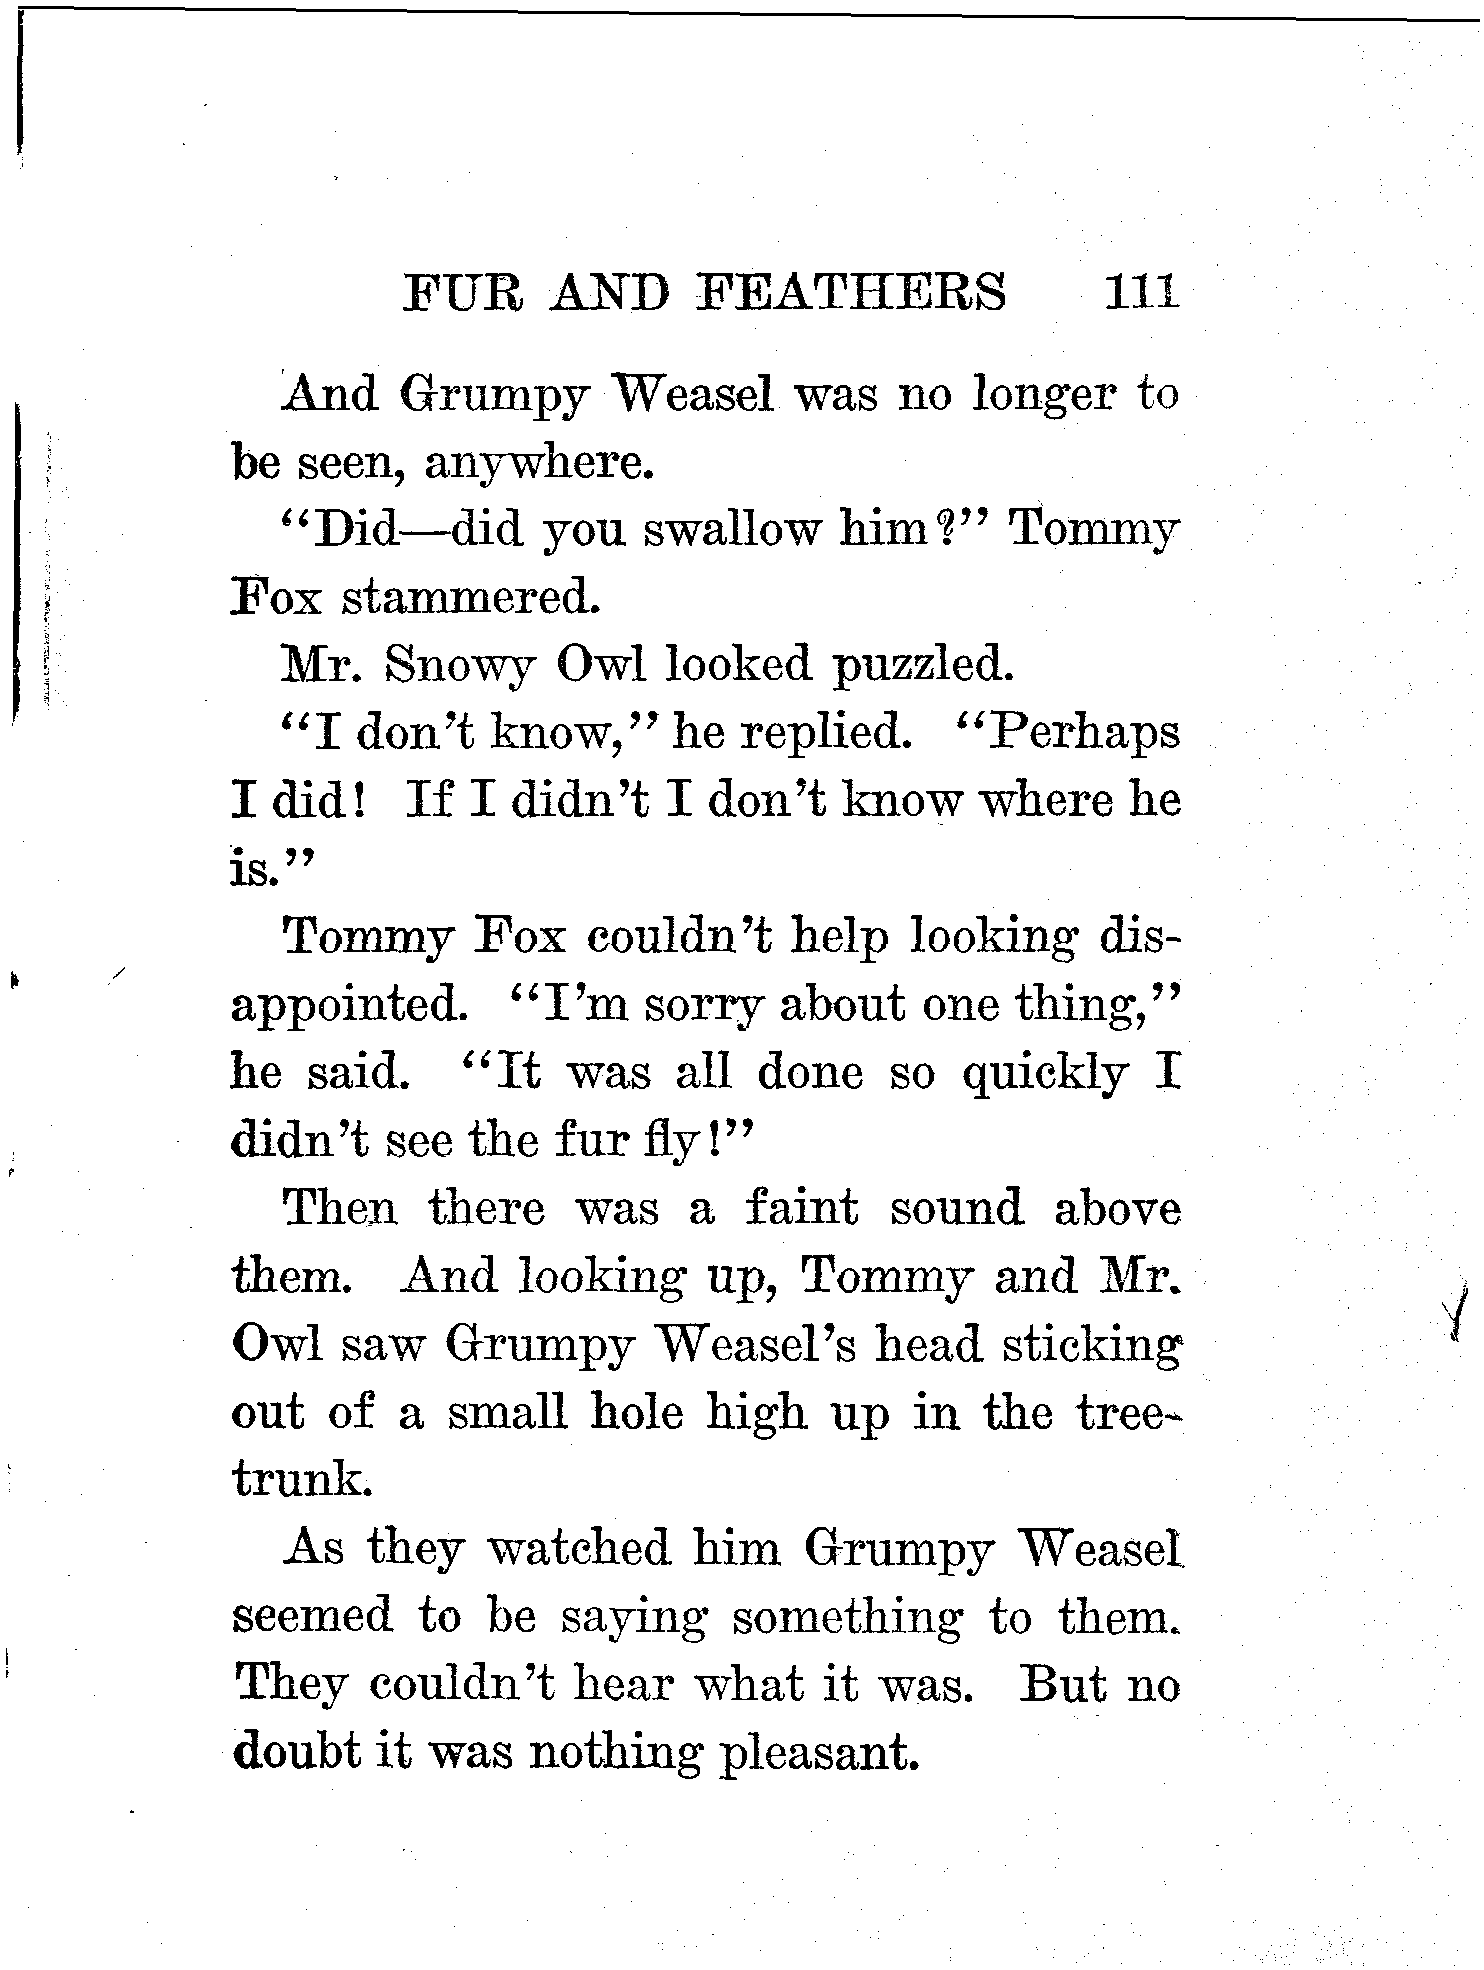 FUR AND FEATHERS 111
And Grumpy Weasel was no longer to
be seen, anywhere.
"Did—did you swallow him?" Tommy
Fox stammered.
Mr. Snowy Owl looked puzzled.
"I don't know," he replied. "Perhaps
I did! If I didn't I don't know where he
is."
Tommy Fox couldn't help looking dis-
appointed. "I'm sorry about one thing,"
he said. "It was all done so quickly I
didn't see the fur fly!"
Then there was a faint sound above
them. And looking up, Tommy and Mr.
Owl saw Grumpy Weasel's head sticking
out of a small hole high up in the tree-
trunk.
As they watched him Grumpy Weasel
seemed to be saying something to them.
They couldn't hear what it was. But no
doubt it was nothing pleasant.